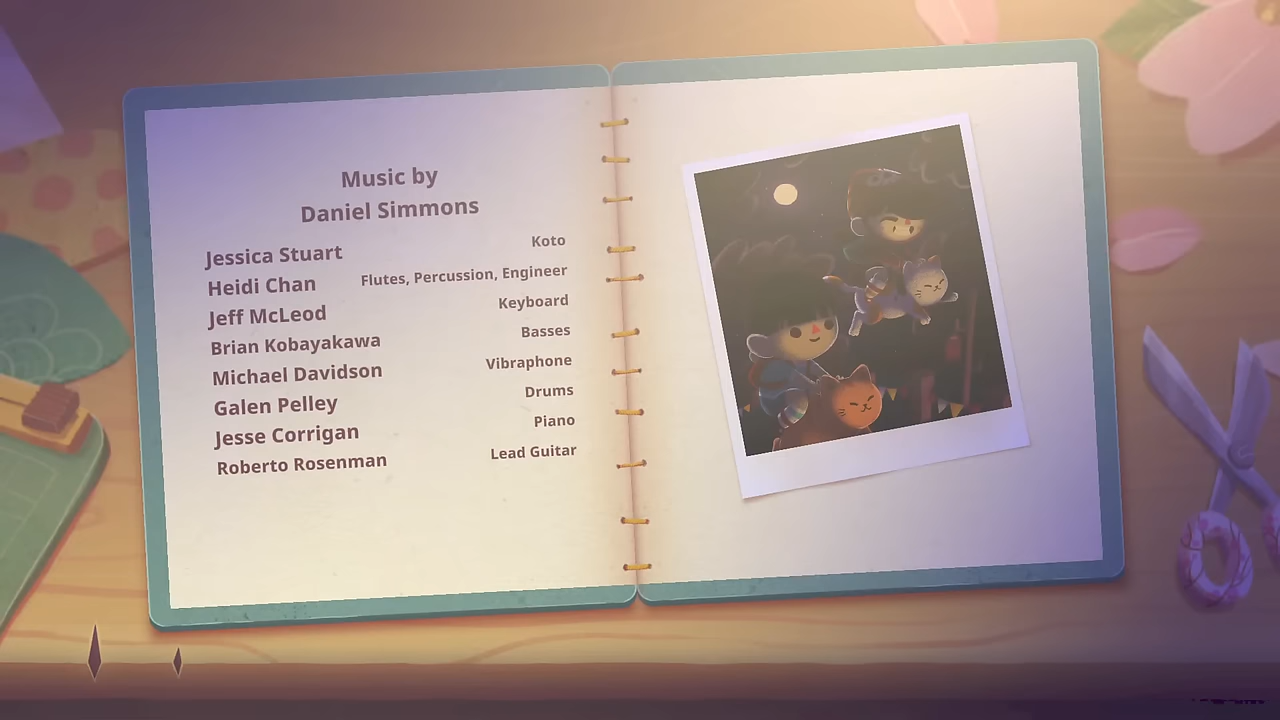 Music by
Daniel Simmons
Jessica Stuart Koto
Heidi Chan Flutes, Percussion, Engineer
Jeff McLeod Keyboard
Brian Kobayakawa Basses
Michael Davidson Vibraphone
Galen Pelley Drums
Jesse Corrigan Piano
Roberto Rosenman Lead Guitar